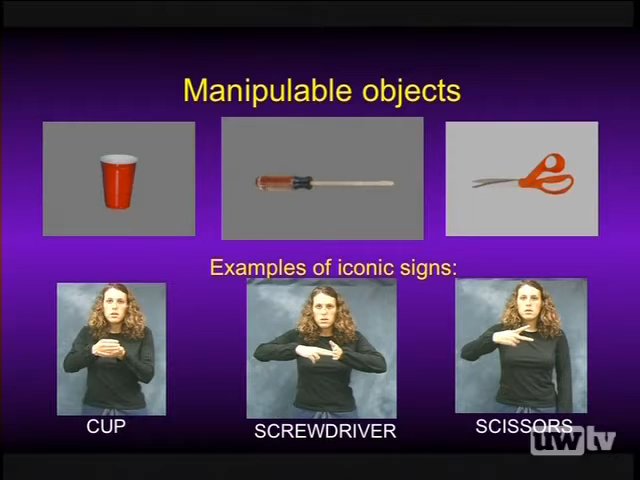 Manipulable objects
Examples of iconic signs:
CUP
SCREWDRIVER
SCISSORS
uwtv